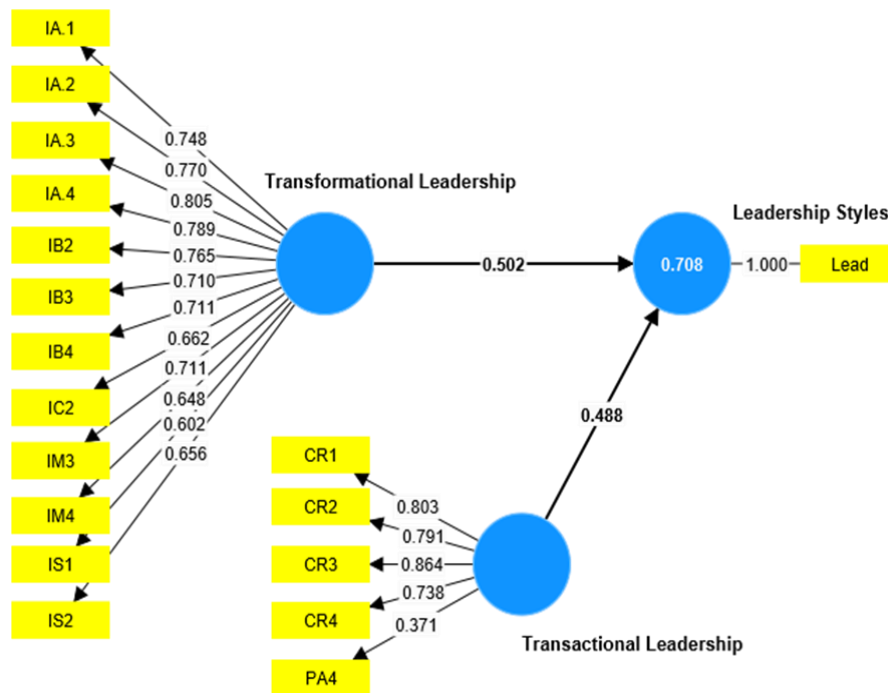 IA.1
IA.2
IA.3
IA.4
IB2
IB3
IB4
IC2
IM3
IM4
IS1
IS2
0.748
0.770
0.805
0.789
0.765
0.710
0.711
0.662
0.711
0.648
0.602
0.656
Transformational Leadership
0.502
Leadership Styles
0.708
1.000
Lead
0.488
CR1
CR2
CR3
CR4
PA4
0.803
0.791
0.864
0.738
0.371
Transactional Leadership